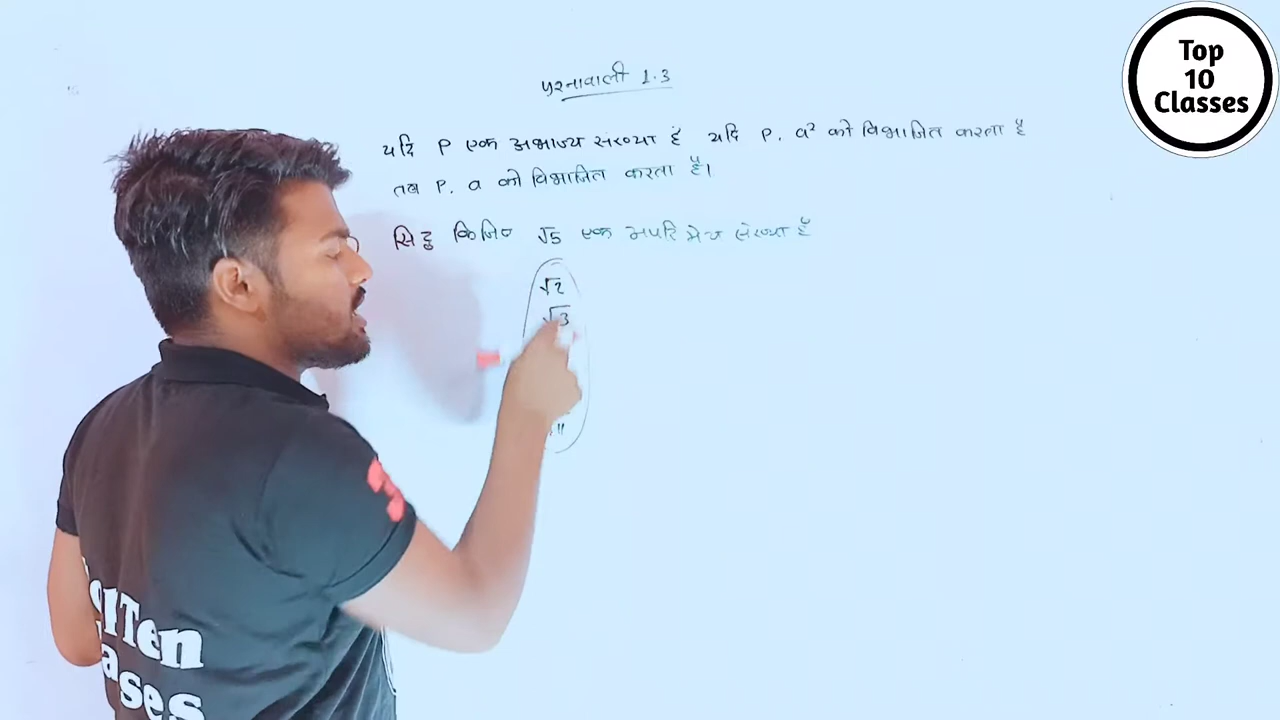 Top
10
Classes
प्रश्नावली 1.3
यदि P एक अभाज्य संख्या है यदि P, a² को विभाजित करता है
तब P, a को विभाजित करता है।
सिद्ध किजिए √5 एक अपरिमेय संख्या है
√2
√3
Ten